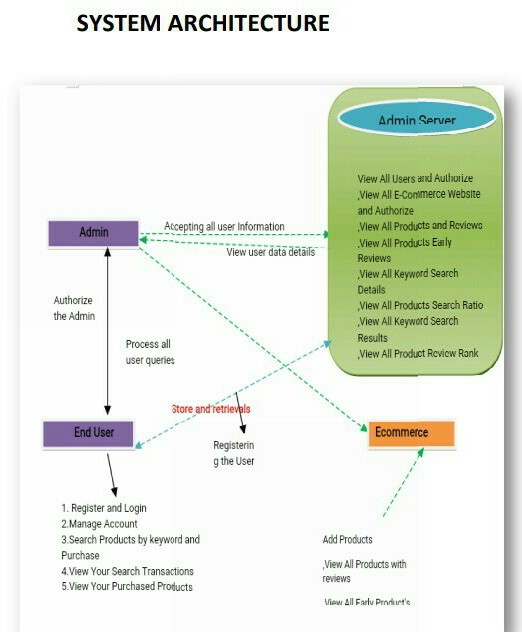 SYSTEM ARCHITECTURE
Admin Server
View All Users and Authorize
,View All E-Commerce Website
and Authorize
,View All Products and Reviews
,View All Products Early
Reviews
,View All Keyword Search
Details
,View All Products Search Ratio
,View All Keyword Search
Results
,View All Product Review Rank
Admin
Accepting all user Information
View user data details
Authorize
the Admin
Process all
user queries
Store and retrievals
End User
Registerin
g the User
Ecommerce
1. Register and Login
2.Manage Account
3.Search Products by keyword and
Purchase
4.View Your Search Transactions
5.View Your Purchased Products
Add Products
,View All Products with
reviews
,View All Early Product's